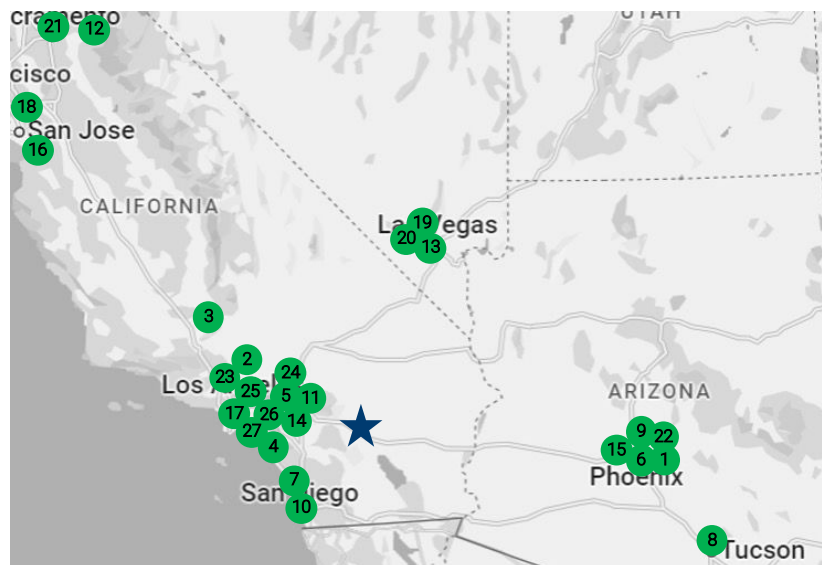 cramento
21
12
UTAH
cisco
18
San Jose
16
CALIFORNIA
19
Las Vegas
20
13
3
2
24
23
Los Angeles
25
5
11
ARIZONA
17
26
14
27
4
9
22
15
6
1
Phoenix
7
San Diego
10
8
Tucson